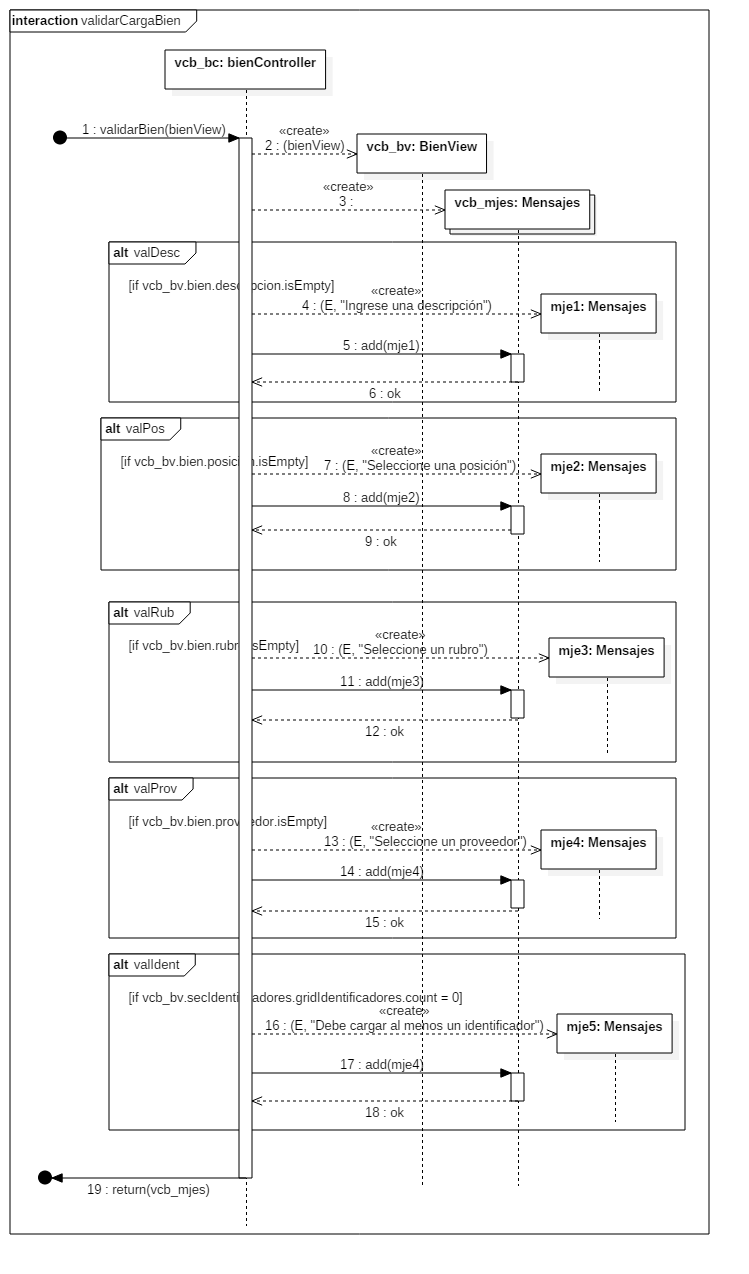 interaction validarCargaBien
vcb_bc: bienController
1 : validarBien(bienView)
«create»
2 : (bienView)
vcb_bv: BienView
«create»
3 :
vcb_mjes: Mensajes
alt valDesc
[if vcb_bv.bien.descripcion.isEmpty]
«create»
4 : (E, "Ingrese una descripción")
mje1: Mensajes
5 : add(mje1)
6 : ok
alt valPos
[if vcb_bv.bien.posicion.isEmpty]
«create»
7 : (E, "Seleccione una posición")
mje2: Mensajes
8 : add(mje2)
9 : ok
alt valRub
[if vcb_bv.bien.rubro.isEmpty]
«create»
10 : (E, "Seleccione un rubro")
mje3: Mensajes
11 : add(mje3)
12 : ok
alt valProv
[if vcb_bv.bien.proveedor.isEmpty]
«create»
13 : (E, "Seleccione un proveedor")
mje4: Mensajes
14 : add(mje4)
15 : ok
alt valIdent
[if vcb_bv.secIdentificadores.gridIdentificadores.count = 0]
«create»
16 : (E, "Debe cargar al menos un identificador")
mje5: Mensajes
17 : add(mje4)
18 : ok
19 : return(vcb_mjes)